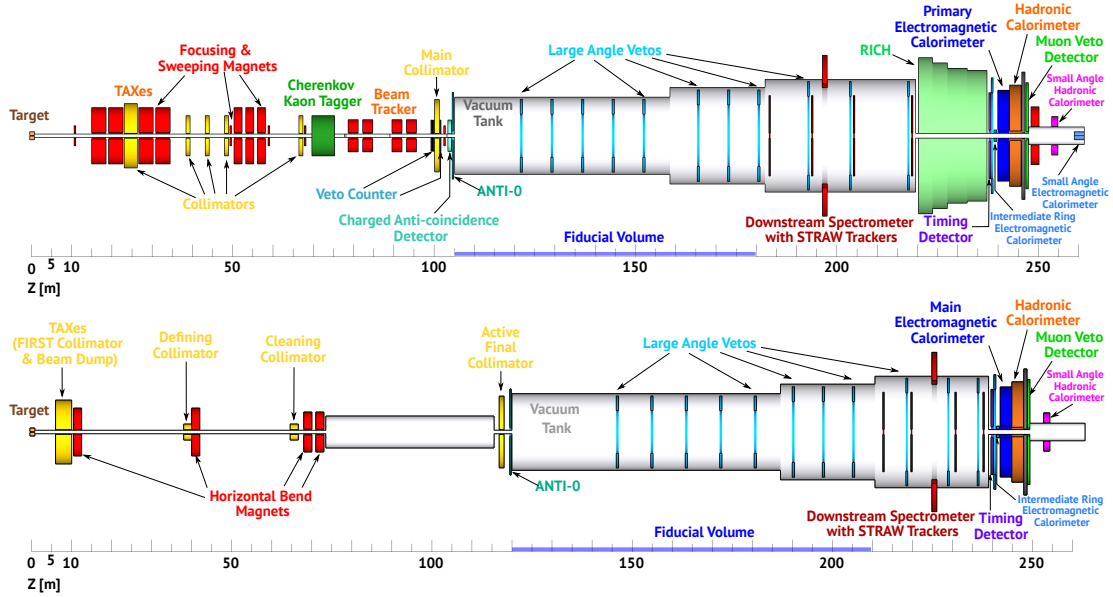 Primary
Electromagnetic
Calorimeter
Hadronic
Calorimeter
Focusing &
Sweeping Magnets
Main
Collimator
Large Angle Vetos
RICH
Muon Veto
Detector
TAXes
Cherenkov
Kaon Tagger
Beam
Tracker
Small Angle
Hadronic
Calorimeter
Target
Vacuum
Tank
Veto Counter
ANTI-0
Collimators
Charged Anti-coincidence
Detector
Fiducial Volume
Downstream Spectrometer
with STRAW Trackers
Timing
Detector
Small Angle
Electromagnetic
Calorimeter
Intermediate Ring
Electromagnetic
Calorimeter
0 5 10 50 100 150 200 250
Z [m]
TAXes
(FIRST Collimator
& Beam Dump)
Defining
Collimator
Cleaning
Collimator
Active
Final
Collimator
Large Angle Vetos
Main
Electromagnetic
Calorimeter
Hadronic
Calorimeter
Muon Veto
Detector
Small Angle
Hadronic
Calorimeter
Target
Vacuum
Tank
Horizontal Bend
Magnets
ANTI-0
Fiducial Volume
Downstream Spectrometer
with STRAW Trackers
Timing
Detector
Intermediate Ring
Electromagnetic
Calorimeter
0 5 10 50 100 150 200 250
Z [m]